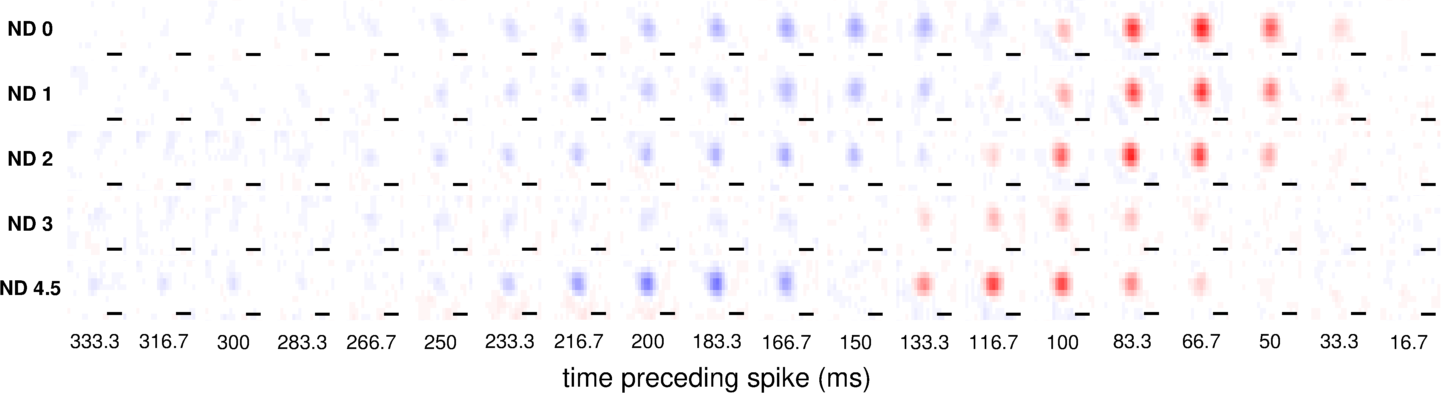 ND 0
ND 1
ND 2
ND 3
ND 4.5
333.3 316.7 300 283.3 266.7 250 233.3 216.7 200 183.3 166.7 150 133.3 116.7 100 83.3 66.7 50 33.3 16.7
time preceding spike (ms)